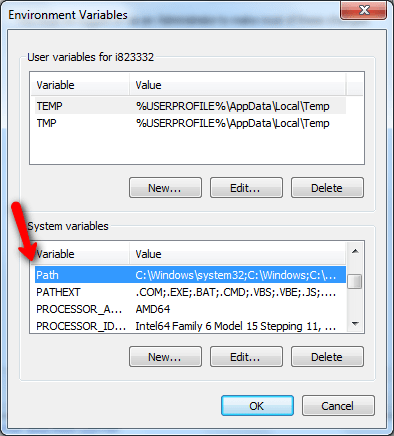 Environment Variables
User variables for i823332
Variable Value
TEMP %USERPROFILE%\AppData\Local\Temp
TMP %USERPROFILE%\AppData\Local\Temp
New... Edit... Delete
System variables
Variable Value
Path C:\Windows\system32;C:\Windows;C:\...
PATHEXT .COM;.EXE;.BAT;.CMD;.VBS;.VBE;.JS;....
PROCESSOR_A... AMD64
PROCESSOR_ID... Intel64 Family 6 Model 15 Stepping 11, ...
New... Edit... Delete
OK Cancel